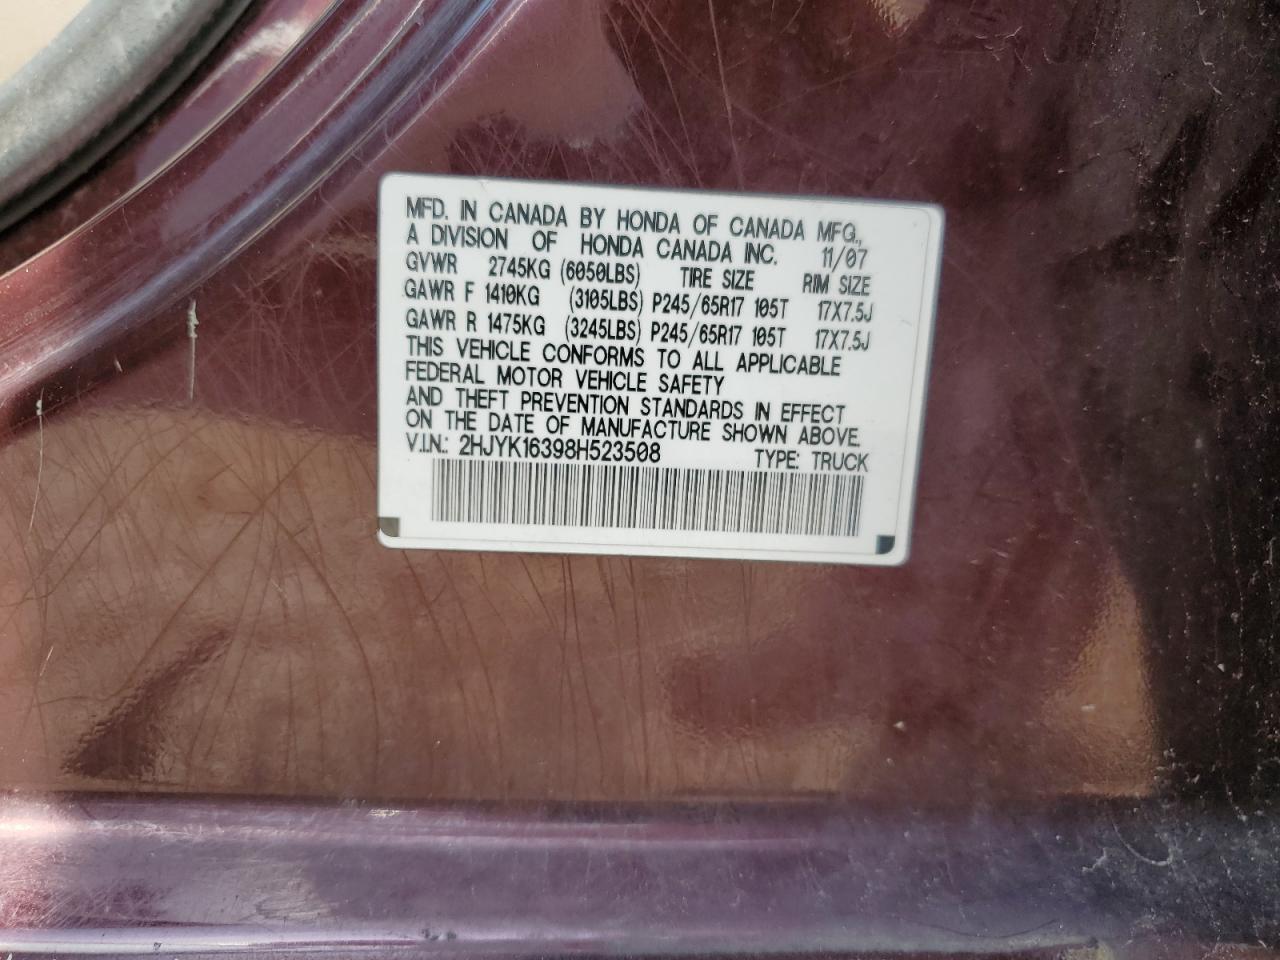 MFD. IN CANADA BY HONDA OF CANADA MFG.,
A DIVISION OF HONDA CANADA INC. 11/07
GVWR 2745KG (6050LBS) TIRE SIZE RIM SIZE
GAWR F 1410KG (3105LBS) P245/65R17 105T 17X7.5J
GAWR R 1475KG (3245LBS) P245/65R17 105T 17X7.5J
THIS VEHICLE CONFORMS TO ALL APPLICABLE
FEDERAL MOTOR VEHICLE SAFETY
AND THEFT PREVENTION STANDARDS IN EFFECT
ON THE DATE OF MANUFACTURE SHOWN ABOVE.
V.I.N.: 2HJYK16398H523508 TYPE: TRUCK